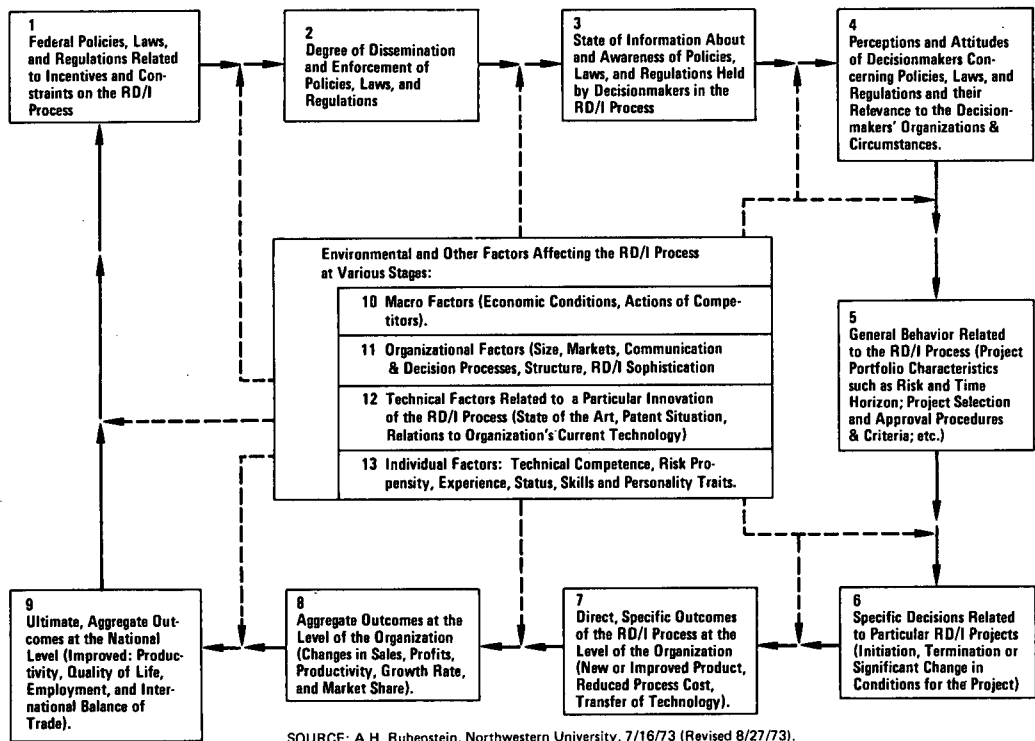 1
Federal Policies, Laws,
and Regulations Related
to Incentives and Con-
straints on the RD/I
Process
2
Degree of Dissemination
and Enforcement of
Policies, Laws, and
Regulations
3
State of Information About
and Awareness of Policies,
Laws, and Regulations Held
by Decisionmakers in the
RD/I Process
4
Perceptions and Attitudes
of Decisionmakers Con-
cerning Policies, Laws, and
Regulations and their
Relevance to the Decision-
makers' Organizations &
Circumstances.
Environmental and Other Factors Affecting the RD/I Process
at Various Stages:
10 Macro Factors (Economic Conditions, Actions of Compe-
titors).
11 Organizational Factors (Size, Markets, Communication
& Decision Processes, Structure, RD/I Sophistication
12 Technical Factors Related to a Particular Innovation
of the RD/I Process (State of the Art, Patent Situation,
Relations to Organization's Current Technology)
13 Individual Factors: Technical Competence, Risk Pro-
pensity, Experience, Status, Skills and Personality Traits.
5
General Behavior Related
to the RD/I Process (Project
Portfolio Characteristics
such as Risk and Time
Horizon; Project Selection
and Approval Procedures
& Criteria; etc.)
9
Ultimate, Aggregate Out-
comes at the National
Level (Improved: Produc-
tivity, Quality of Life,
Employment, and Inter-
national Balance of
Trade).
8
Aggregate Outcomes at the
Level of the Organization
(Changes in Sales, Profits,
Productivity, Growth Rate,
and Market Share).
7
Direct, Specific Outcomes
of the RD/I Process at the
Level of the Organization
(New or Improved Product,
Reduced Process Cost,
Transfer of Technology).
6
Specific Decisions Related
to Particular RD/I Projects
(Initiation, Termination or
Significant Change in
Conditions for the Project)
SOURCE: A.H. Rubenstein, Northwestern University, 7/16/73 (Revised 8/27/73).